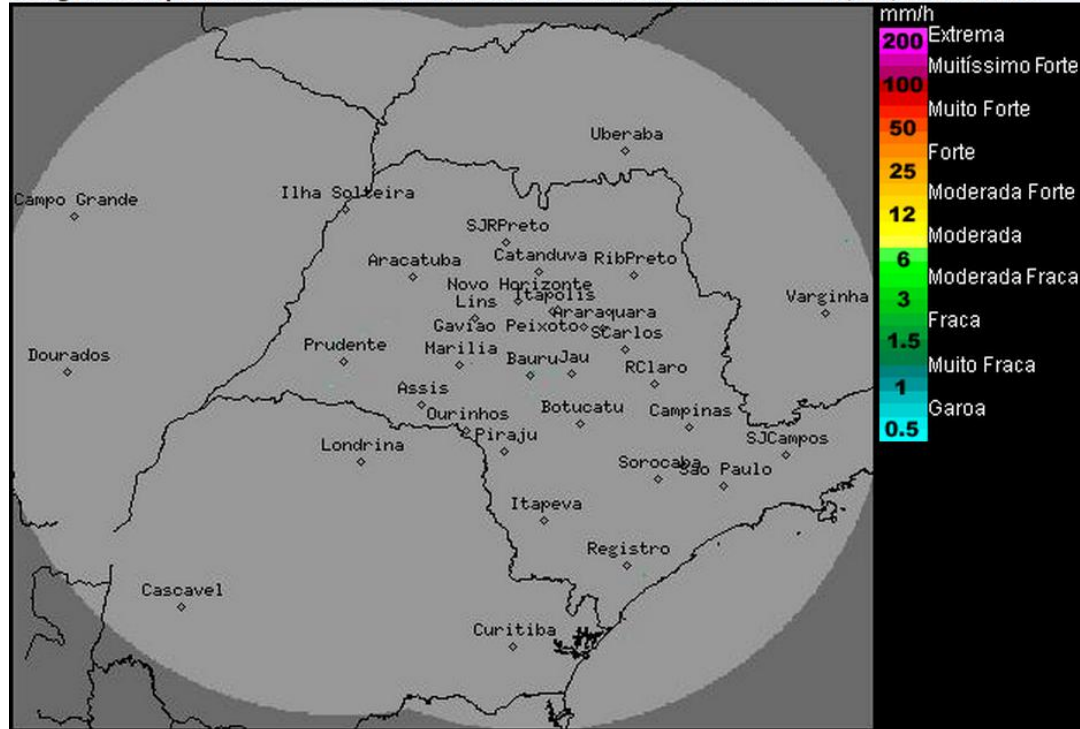 mm/h
200 Extrema
Muitíssimo Forte
100
Muito Forte
50
Forte
25
Moderada Forte
12
Moderada
6
Moderada Fraca
3
Fraca
1.5
Muito Fraca
1
Garoa
0.5
Uberaba
Campo Grande
Ilha Solteira
SJRPreto
Aracatuba
Catanduva
RibPreto
Novo Horizonte
Itapolis
Varginha
Lins
Araraquara
Gaviao Peixoto
SCarlos
Dourados
Prudente
Marilia
Bauru
Jau
RClaro
Assis
Ourinhos
Botucatu
Campinas
Piraju
Londrina
SJCampos
Sorocaba
Sao Paulo
Itapeva
Registro
Cascavel
Curitiba